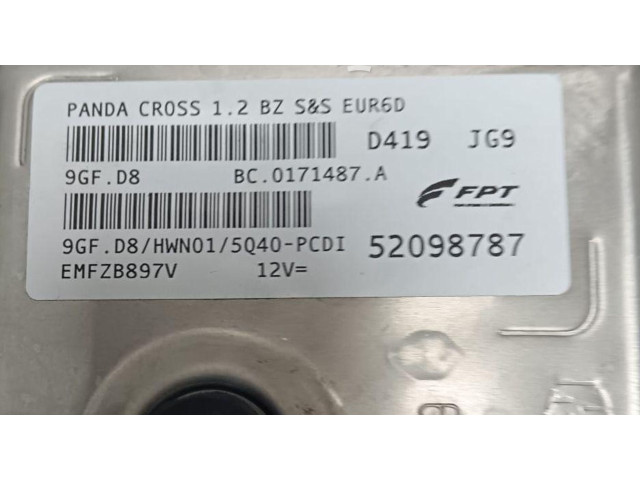 PANDA CROSS 1.2 BZ S&S EUR6D
D419 JG9
9GF.D8 BC.0171487.A
FPT
9GF.D8/HWN01/5Q40-PCDI 52098787
EMFZB897V 12V=